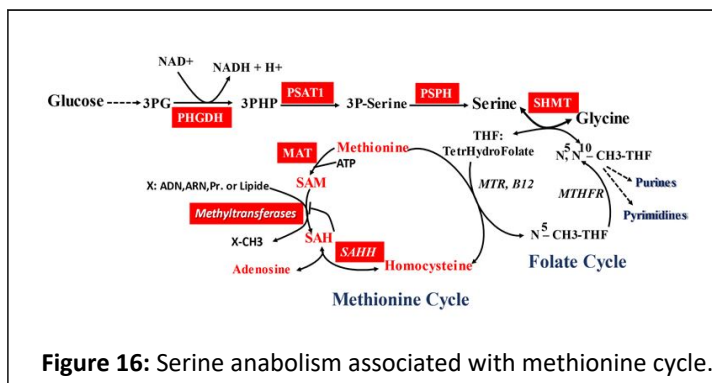 NAD+
NADH + H+
Glucose
3PG
PHGDH
3PHP
PSAT1
3P-Serine
PSPH
Serine
SHMT
Glycine
THF:
TetrHydroFolate
N5,N10–CH3-THF
Purines
Pyrimidines
MTHFR
MTR, B12
N5– CH3-THF
Folate Cycle
MAT
Methionine
ATP
SAM
X: ADN,ARN,Pr. or Lipide
Methyltransferases
X-CH3
SAH
SAHH
Adenosine
Homocysteine
Methionine Cycle
Figure 16: Serine anabolism associated with methionine cycle.